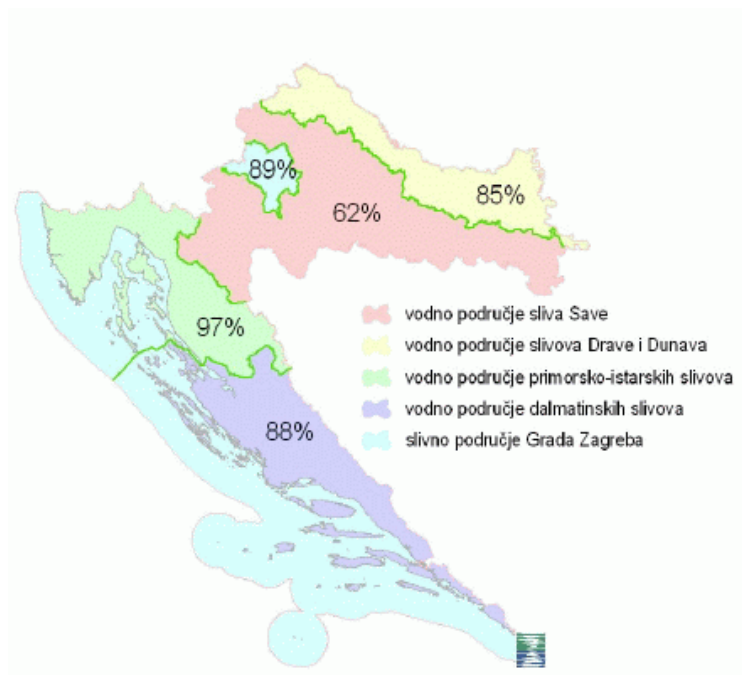 89%
85%
62%
97%
88%
vodno područje sliva Save
vodno područje slivova Drave i Dunava
vodno područje primorsko-istarskih slivova
vodno područje dalmatinskih slivova
slivno područje Grada Zagreba